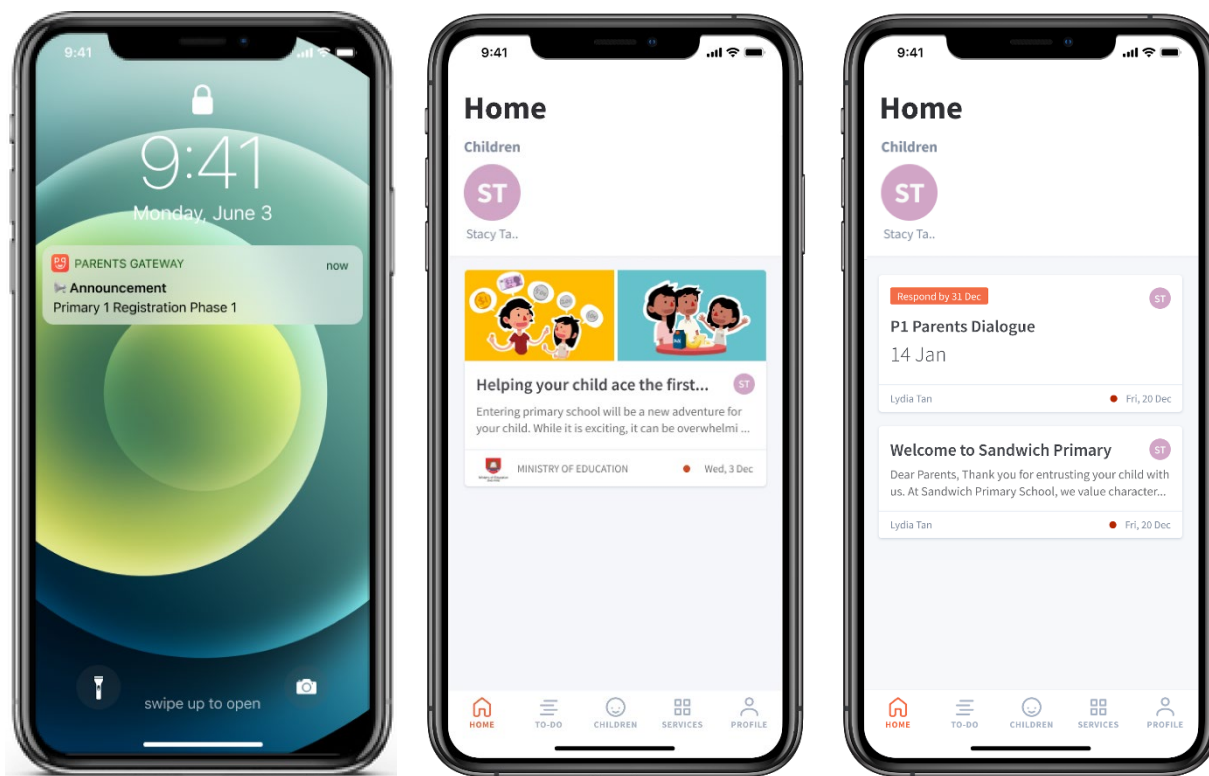 9:41
9:41
Monday, June 3
PARENTS GATEWAY
now
Announcement
Primary 1 Registration Phase 1
swipe up to open
9:41
Home
Children
ST
Stacy Ta..
Helping your child ace the first...
ST
Entering primary school will be a new adventure for
your child. While it is exciting, it can be overwhelmi ...
MINISTRY OF EDUCATION
Wed, 3 Dec
HOME
TO-DO
CHILDREN
SERVICES
PROFILE
9:41
Home
Children
ST
Stacy Ta..
Respond by 31 Dec
ST
P1 Parents Dialogue
14 Jan
Lydia Tan
Fri, 20 Dec
Welcome to Sandwich Primary
ST
Dear Parents, Thank you for entrusting your child with
us. At Sandwich Primary School, we value character...
Lydia Tan
Fri, 20 Dec
HOME
TO-DO
CHILDREN
SERVICES
PROFILE